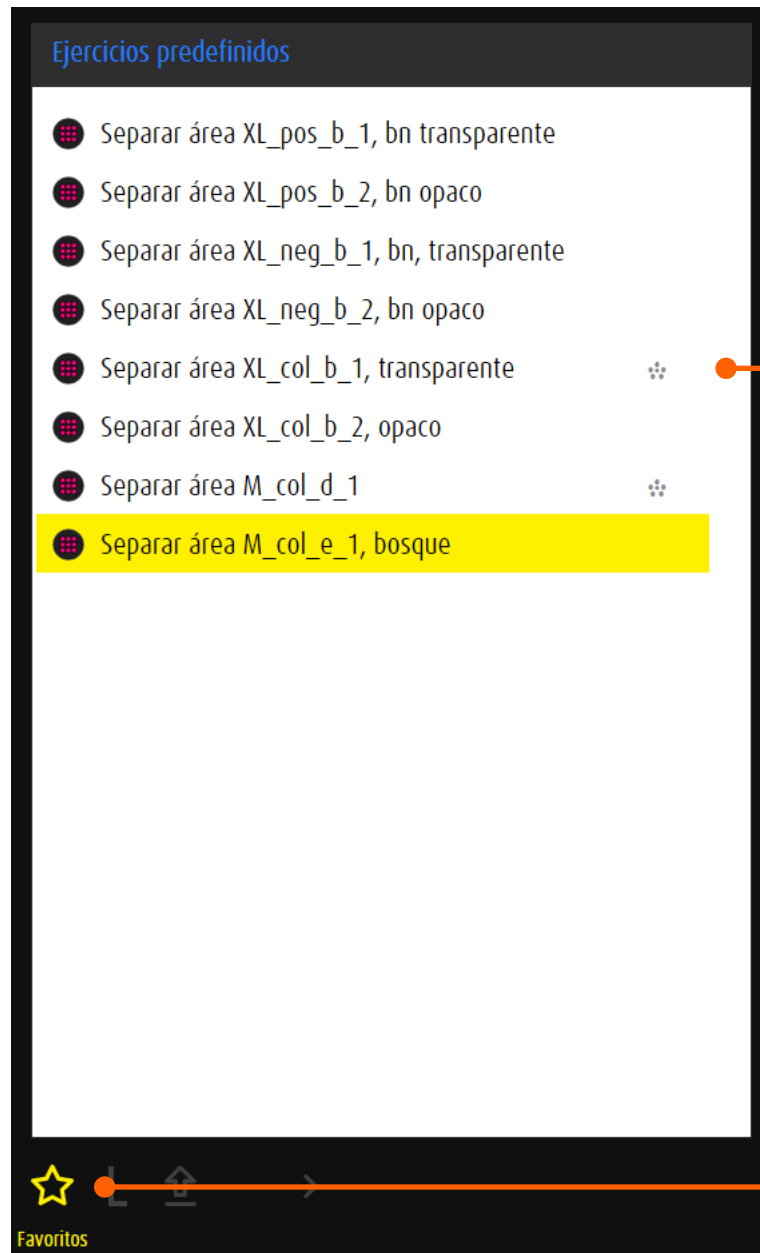 Ejercicios predefinidos
Separar área XL_pos_b_1, bn transparente
Separar área XL_pos_b_2, bn opaco
Separar área XL_neg_b_1, bn, transparente
Separar área XL_neg_b_2, bn opaco
Separar área XL_col_b_1, transparente
Separar área XL_col_b_2, opaco
Separar área M_col_d_1
Separar área M_col_e_1, bosque
Favoritos